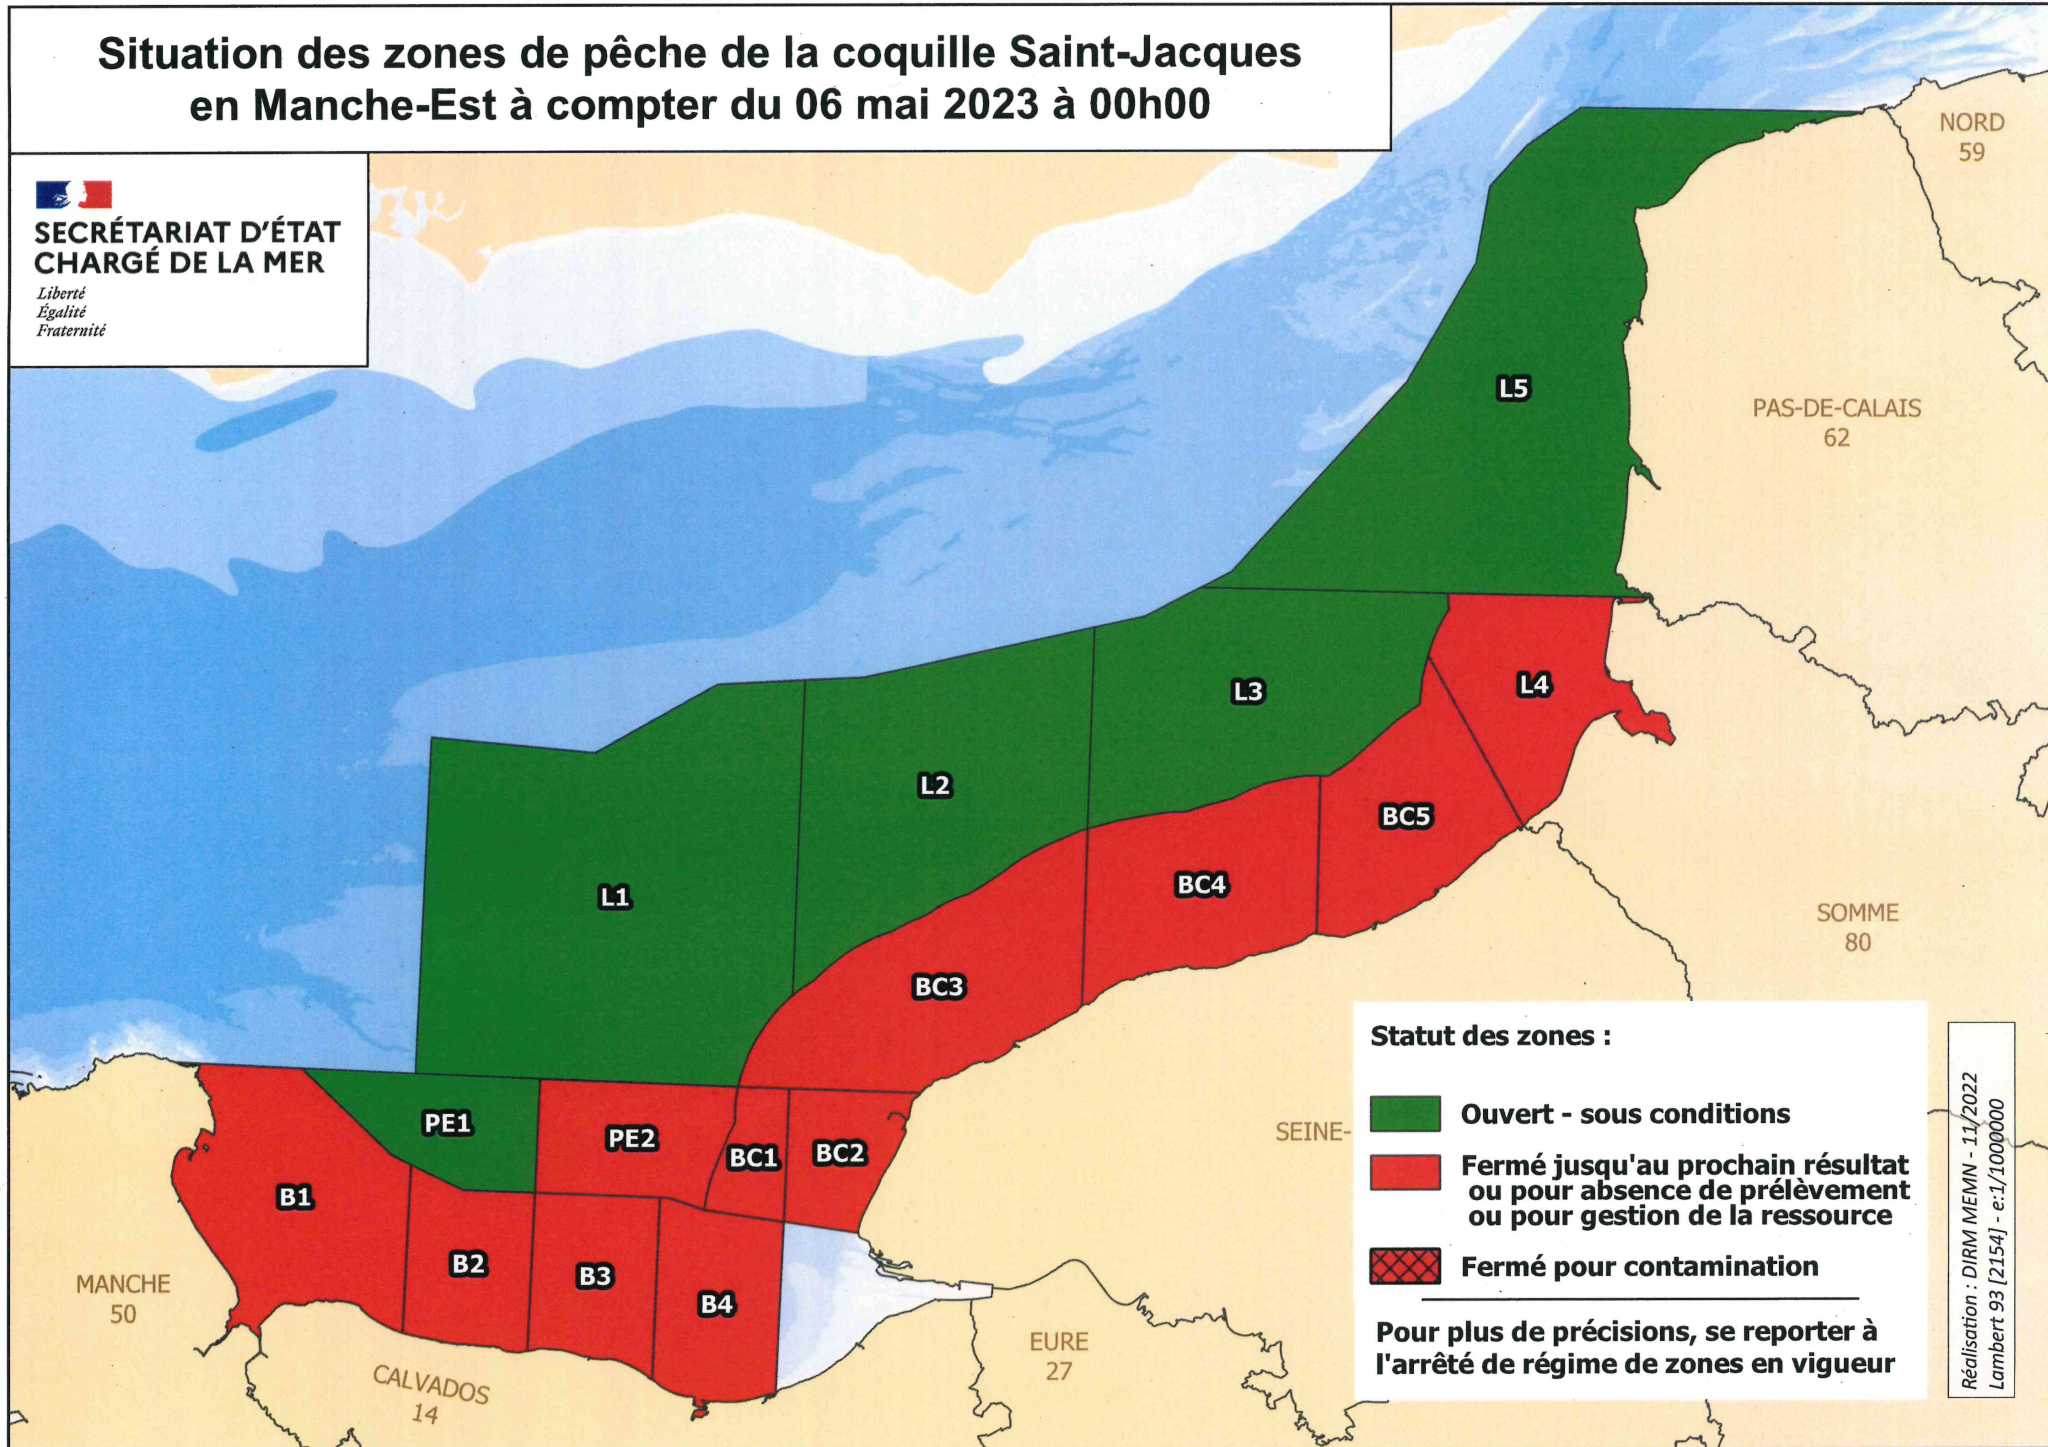 Situation des zones de pêche de la coquille Saint-Jacques
en Manche-Est à compter du 06 mai 2023 à 00h00
SECRÉTARIAT D'ÉTAT
CHARGÉ DE LA MER
Liberté
Égalité
Fraternité
NORD
59
L5
PAS-DE-CALAIS
62
L3
L4
L2
BC5
L1
BC4
SOMME
80
BC3
PE1
PE2
BC1
BC2
SEINE-
B1
B2
B3
B4
MANCHE
50
CALVADOS
14
EURE
27
Statut des zones :
Ouvert - sous conditions
Fermé jusqu'au prochain résultat
ou pour absence de prélèvement
ou pour gestion de la ressource
Fermé pour contamination
Pour plus de précisions, se reporter à
l'arrêté de régime de zones en vigueur
Réalisation : DIRM MEMN - 11/2022
Lambert 93 [2154] - e:1/1000000